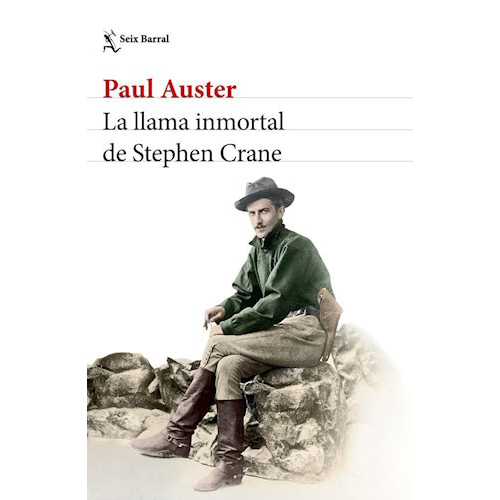 Seix Barral
Paul Auster
La llama inmortal
de Stephen Crane